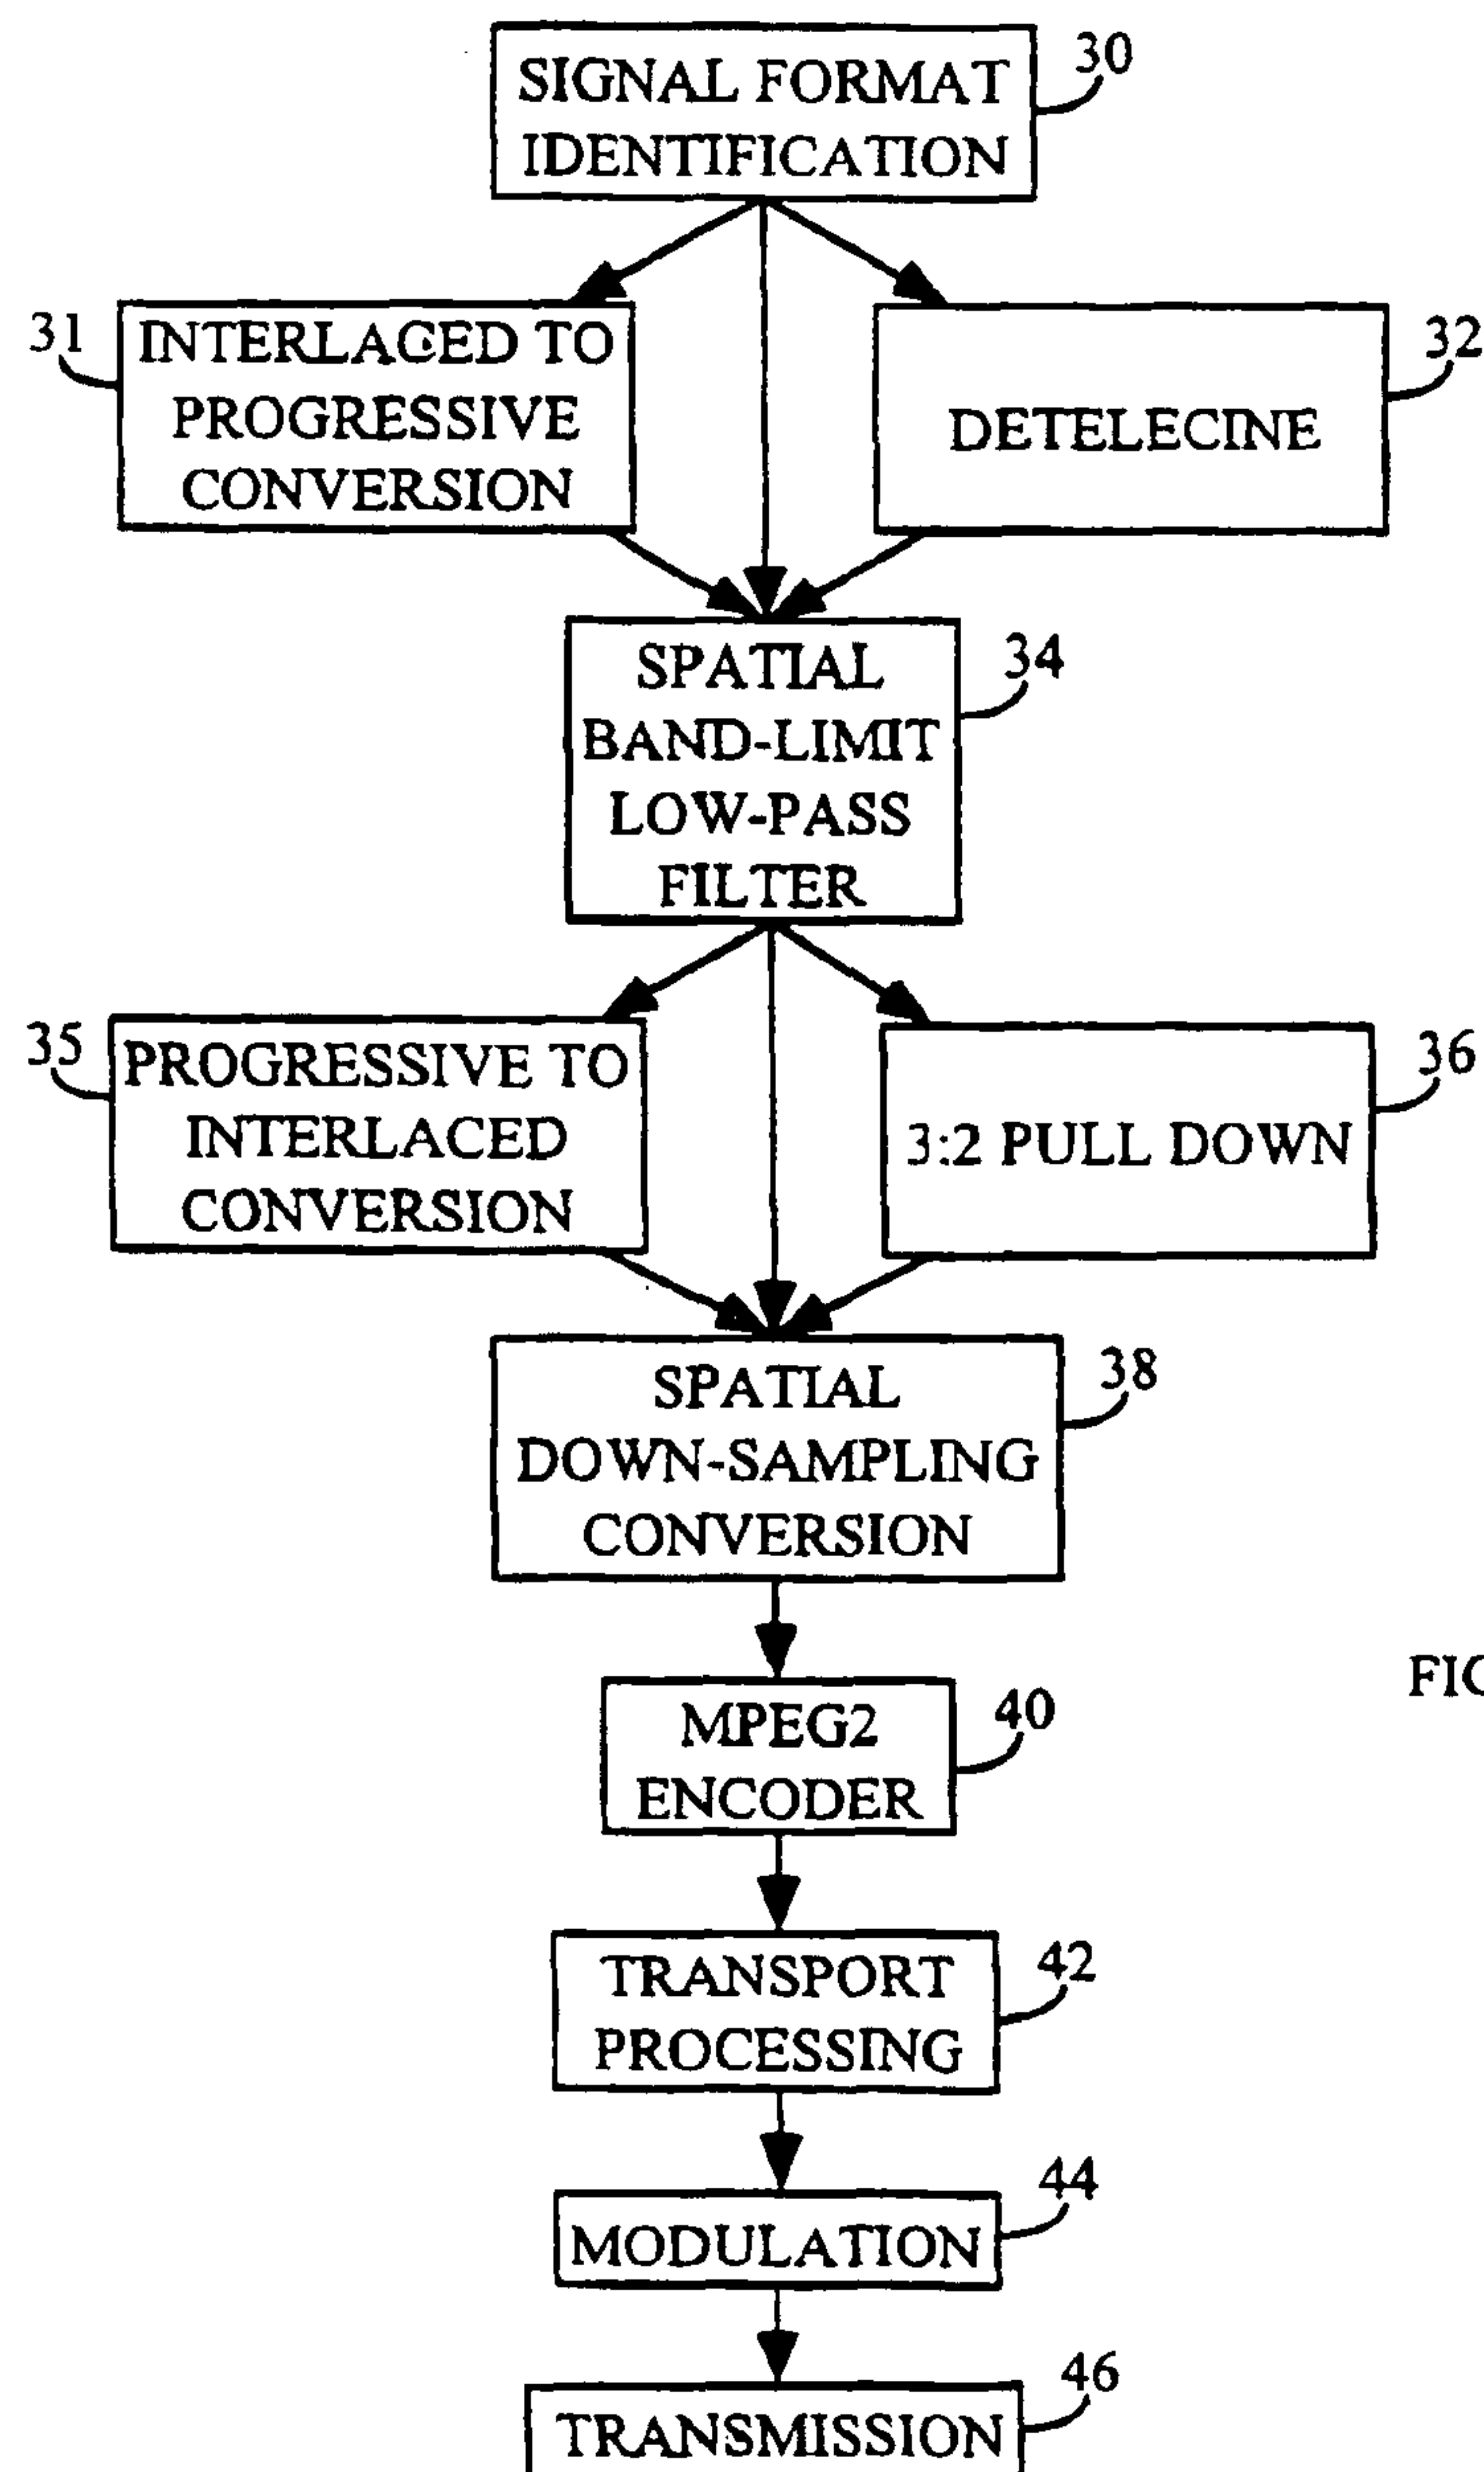 SIGNAL FORMAT
IDENTIFICATION
30
31
INTERLACED TO
PROGRESSIVE
CONVERSION
DETELECINE
32
SPATIAL
BAND-LIMIT
LOW-PASS
FILTER
34
35
PROGRESSIVE TO
INTERLACED
CONVERSION
3:2 PULL DOWN
36
SPATIAL
DOWN-SAMPLING
CONVERSION
38
MPEG2
ENCODER
40
TRANSPORT
PROCESSING
42
MODULATION
44
TRANSMISSION
46